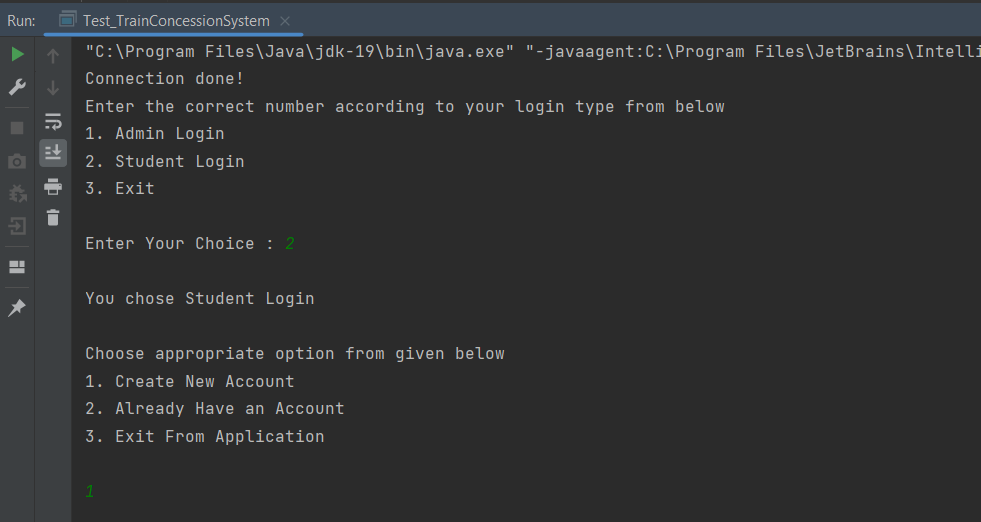 Run: Test_TrainConcessionSystem
"C:\Program Files\Java\jdk-19\bin\java.exe" "-javaagent:C:\Program Files\JetBrains\Intelli
Connection done!
Enter the correct number according to your login type from below
1. Admin Login
2. Student Login
3. Exit
Enter Your Choice : 2
You chose Student Login
Choose appropriate option from given below
1. Create New Account
2. Already Have an Account
3. Exit From Application
1